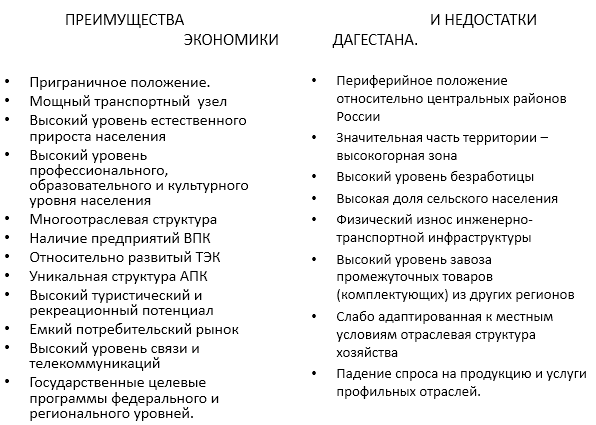 ПРЕИМУЩЕСТВА И НЕДОСТАТКИ
ЭКОНОМИКИ ДАГЕСТАНА.
• Приграничное положение.
• Мощный транспортный узел
• Высокий уровень естественного
прироста населения
• Высокий уровень
профессионального,
образовательного и культурного
уровня населения
• Многоотраслевая структура
• Наличие предприятий ВПК
• Относительно развитый ТЭК
• Уникальная структура АПК
• Высокий туристический и
рекреационный потенциал
• Емкий потребительский рынок
• Высокий уровень связи и
телекоммуникаций
• Государственные целевые
программы федерального и
регионального уровней.
• Периферийное положение
относительно центральных районов
России
• Значительная часть территории –
высокогорная зона
• Высокий уровень безработицы
• Высокая доля сельского населения
• Физический износ инженерно-
транспортной инфраструктуры
• Высокий уровень завоза
промежуточных товаров
(комплектующих) из других регионов
• Слабо адаптированная к местным
условиям отраслевая структура
хозяйства
• Падение спроса на продукцию и услуги
профильных отраслей.